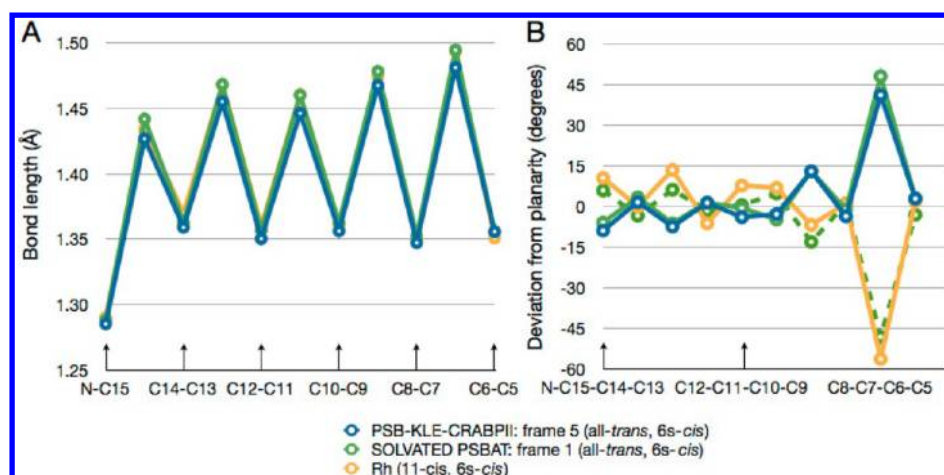 A
Bond length (Å)
1.50
1.45
1.40
1.35
1.30
1.25
N-C15
C14-C13
C12-C11
C10-C9
C8-C7
C6-C5
B
Deviation from planarity (degrees)
60
45
30
15
0
-15
-30
-45
-60
N-C15-C14-C13
C12-C11-C10-C9
C8-C7-C6-C5
PSB-KLE-CRABPII: frame 5 (all-trans, 6s-cis)
SOLVATED PSBAT: frame 1 (all-trans, 6s-cis)
Rh (11-cis, 6s-cis)